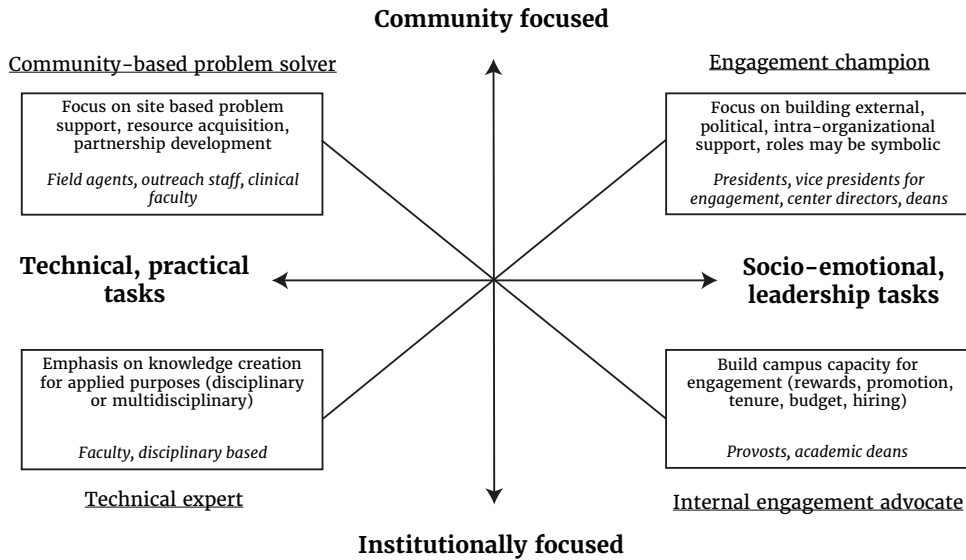 Community focused
Community-based problem solver
Engagement champion
Focus on site based problem
support, resource acquisition,
partnership development
Field agents, outreach staff, clinical
faculty
Focus on building external,
political, intra-organizational
support, roles may be symbolic
Presidents, vice presidents for
engagement, center directors, deans
Technical, practical
tasks
Socio-emotional,
leadership tasks
Emphasis on knowledge creation
for applied purposes (disciplinary
or multidisciplinary)
Faculty, disciplinary based
Build campus capacity for
engagement (rewards, promotion,
tenure, budget, hiring)
Provosts, academic deans
Technical expert
Internal engagement advocate
Institutionally focused